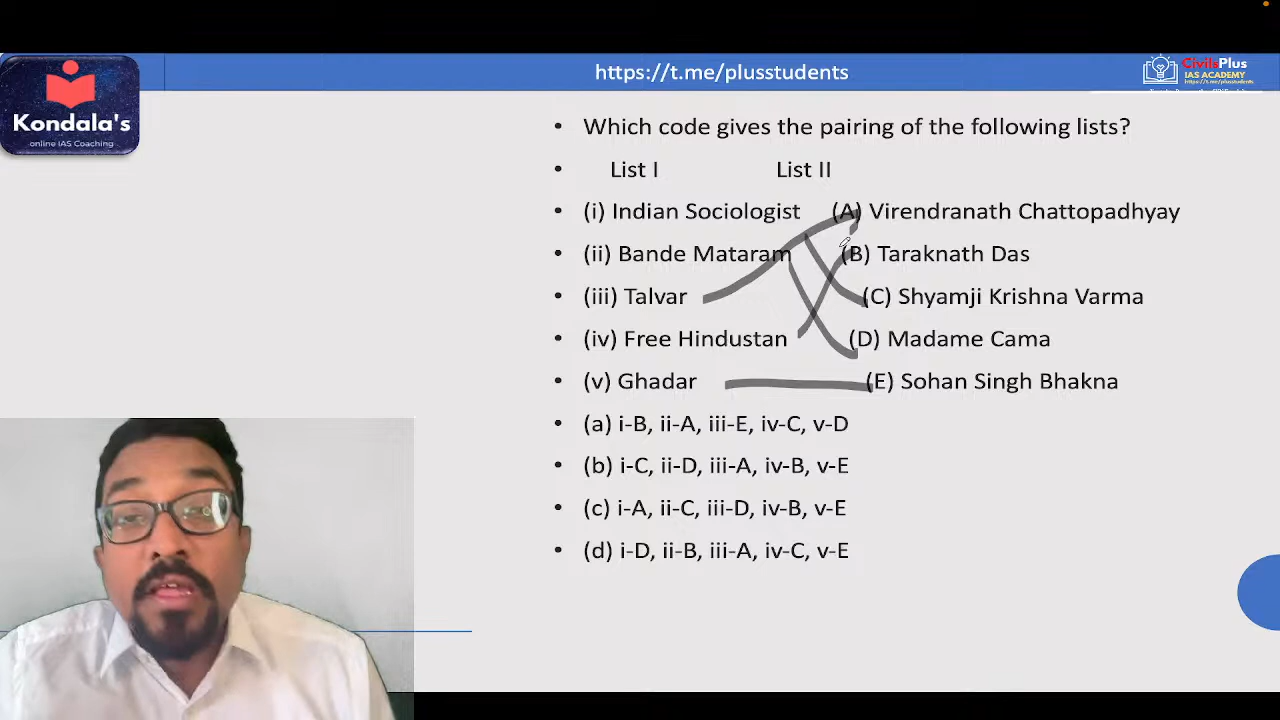 https://t.me/plusstudents
Kondala's
online IAS Coaching
CivilsPlus
IAS ACADEMY
https://t.me/plusstudents
• Which code gives the pairing of the following lists?
• List I List II
• (i) Indian Sociologist (A) Virendranath Chattopadhyay
• (ii) Bande Mataram (B) Taraknath Das
• (iii) Talvar (C) Shyamji Krishna Varma
• (iv) Free Hindustan (D) Madame Cama
• (v) Ghadar (E) Sohan Singh Bhakna
• (a) i-B, ii-A, iii-E, iv-C, v-D
• (b) i-C, ii-D, iii-A, iv-B, v-E
• (c) i-A, ii-C, iii-D, iv-B, v-E
• (d) i-D, ii-B, iii-A, iv-C, v-E